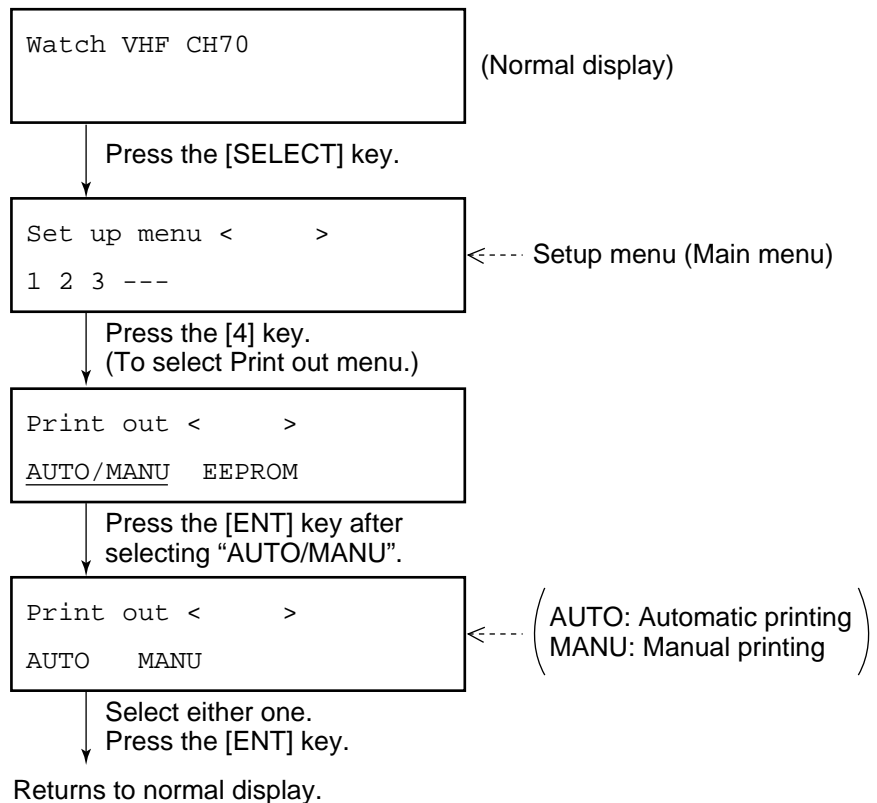 Watch VHF CH70
(Normal display)
Press the [SELECT] key.
Set up menu <      >
1 2 3 ---
Setup menu (Main menu)
Press the [4] key.
(To select Print out menu.)
Print out <      >
AUTO/MANU  EEPROM
Press the [ENT] key after
selecting “AUTO/MANU”.
Print out <      >
AUTO   MANU
AUTO: Automatic printing
MANU: Manual printing
Select either one.
Press the [ENT] key.
Returns to normal display.